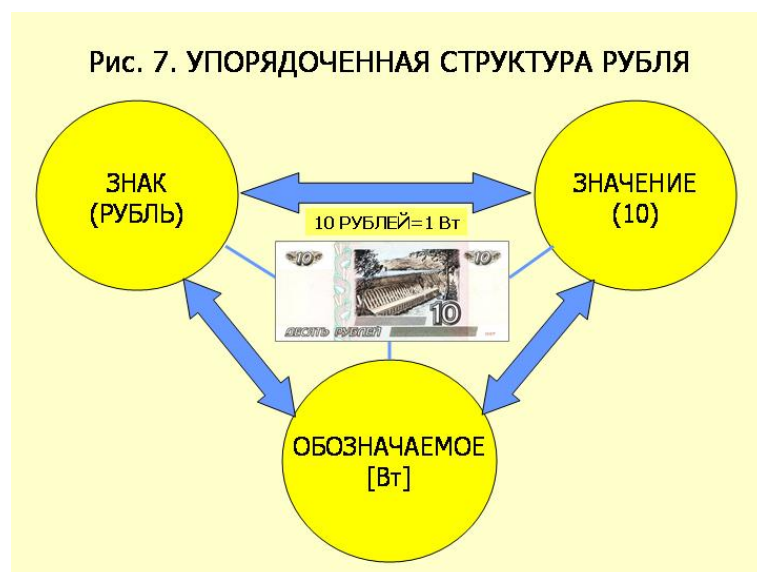 Рис. 7. УПОРЯДОЧЕННАЯ СТРУКТУРА РУБЛЯ
ЗНАК
(РУБЛЬ)
ЗНАЧЕНИЕ
(10)
10 РУБЛЕЙ=1 Вт
10
10
10
ДЕСЯТЬ РУБЛЕЙ
ОБОЗНАЧАЕМОЕ
[Вт]